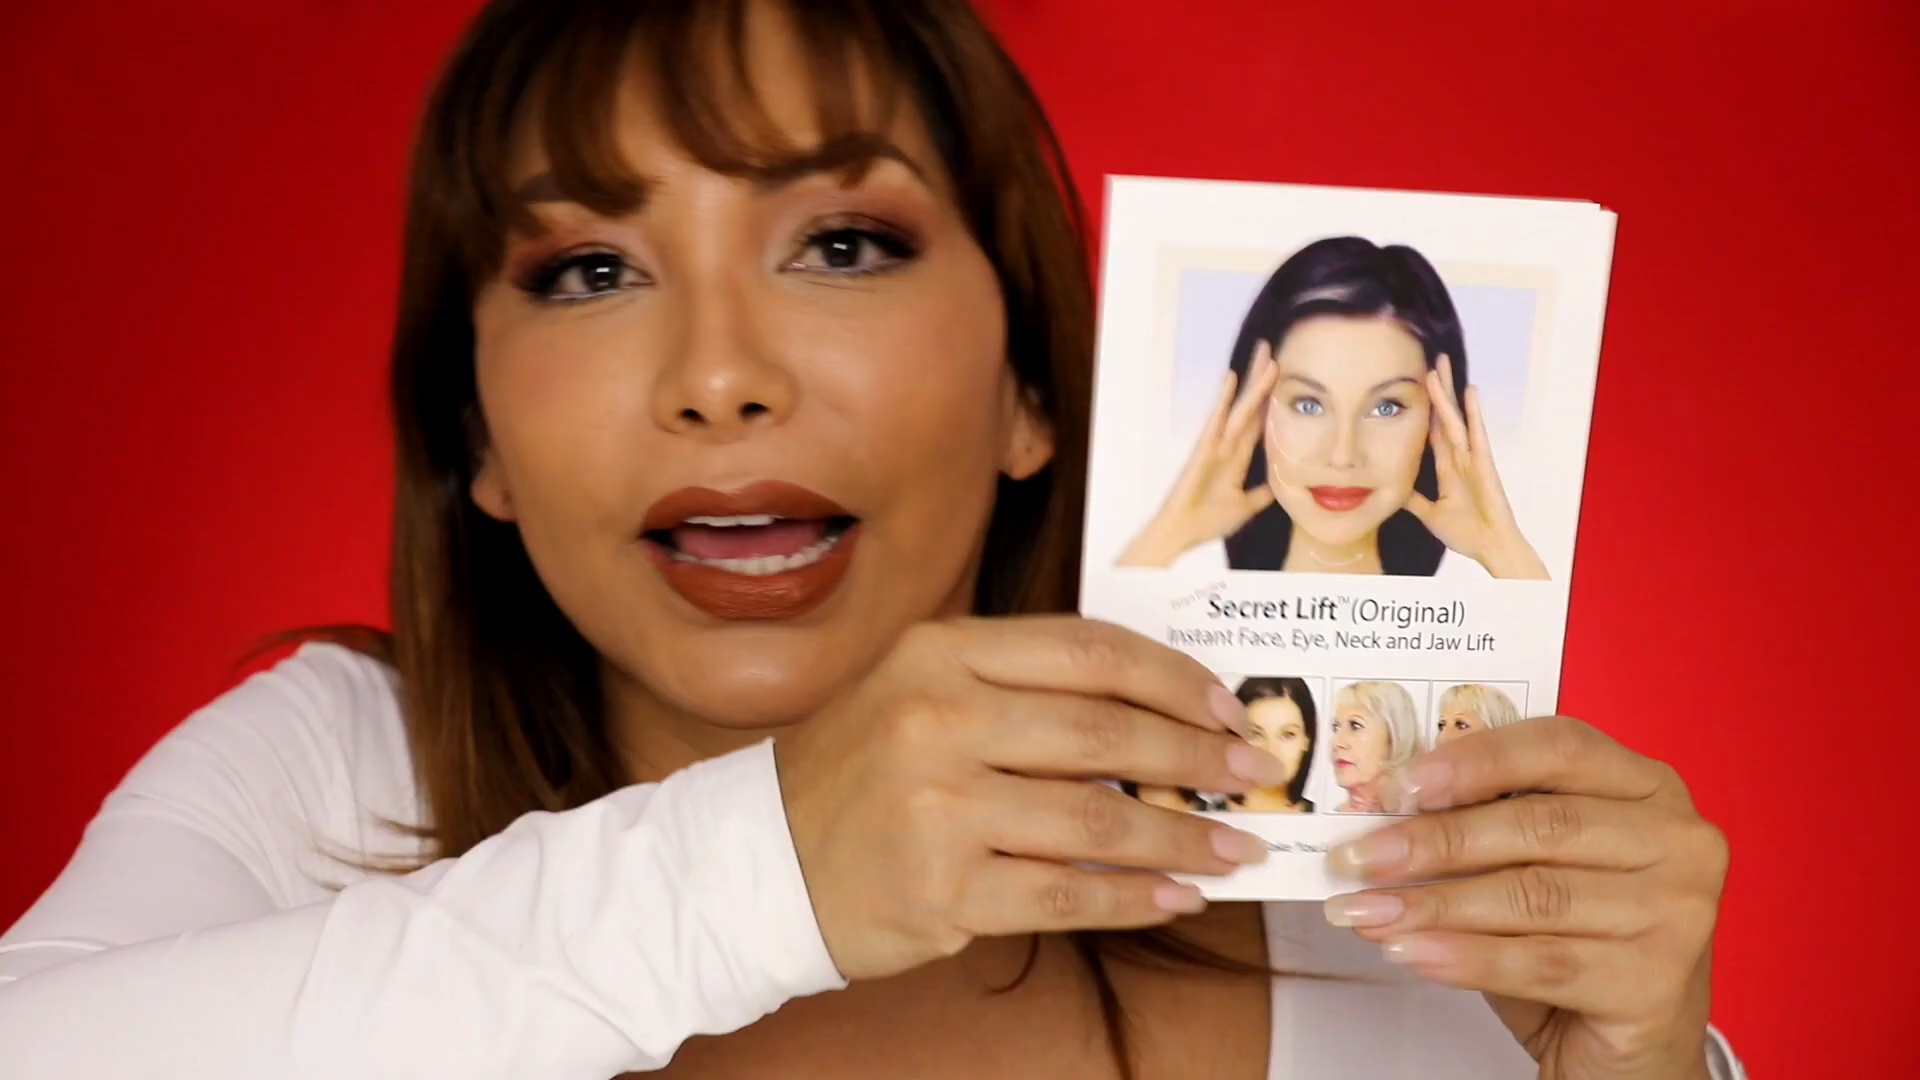 Secret Lift™ (Original)
Instant Face, Eye, Neck and Jaw Lift